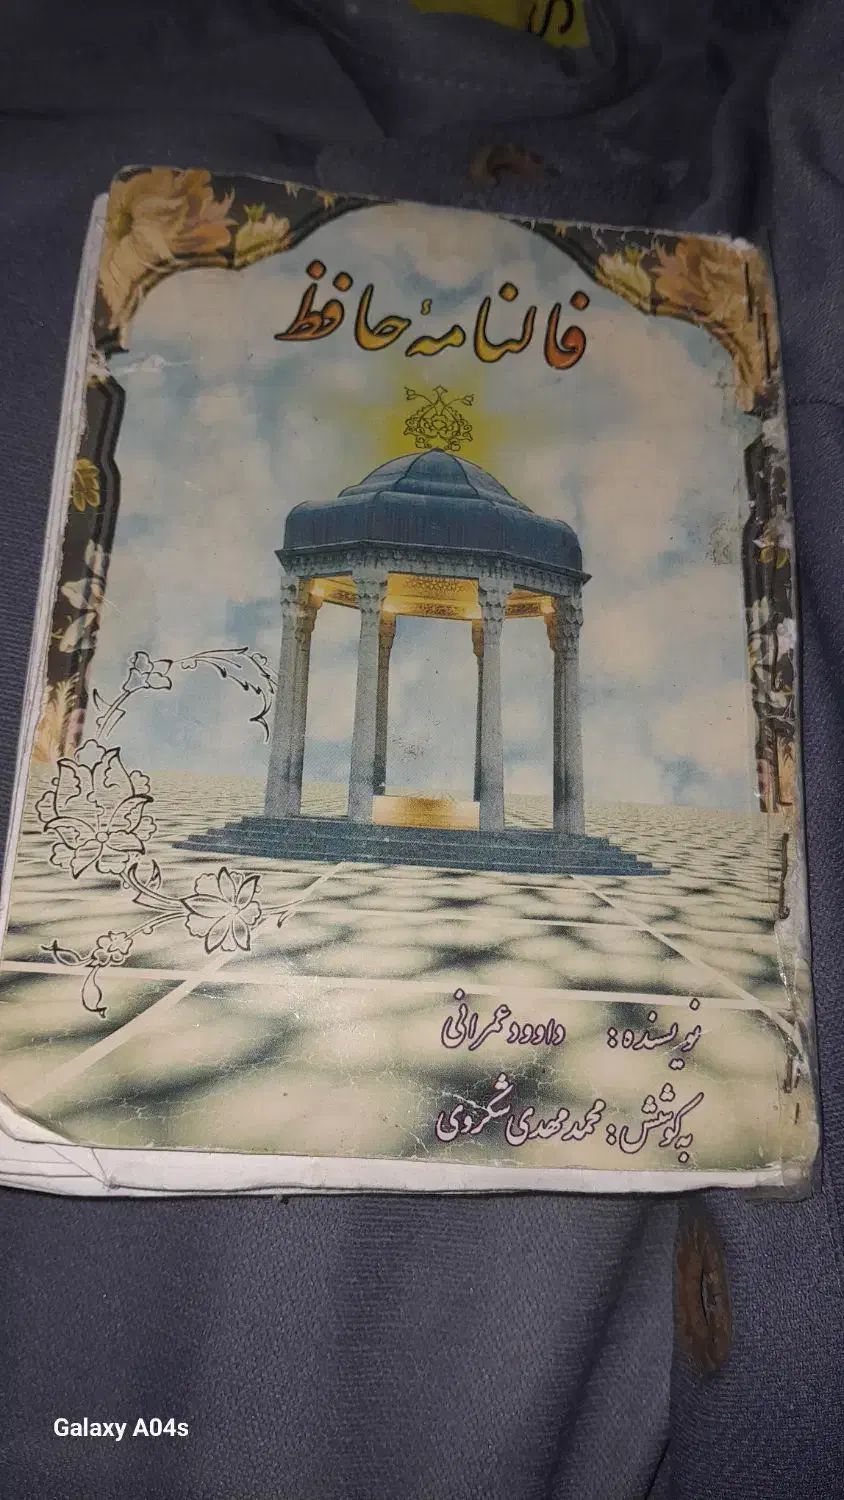 فالنامهٔ حافظ
نویسنده: داوود عمرانی
به کوشش: محمد مهدی شکروی
Galaxy A04s